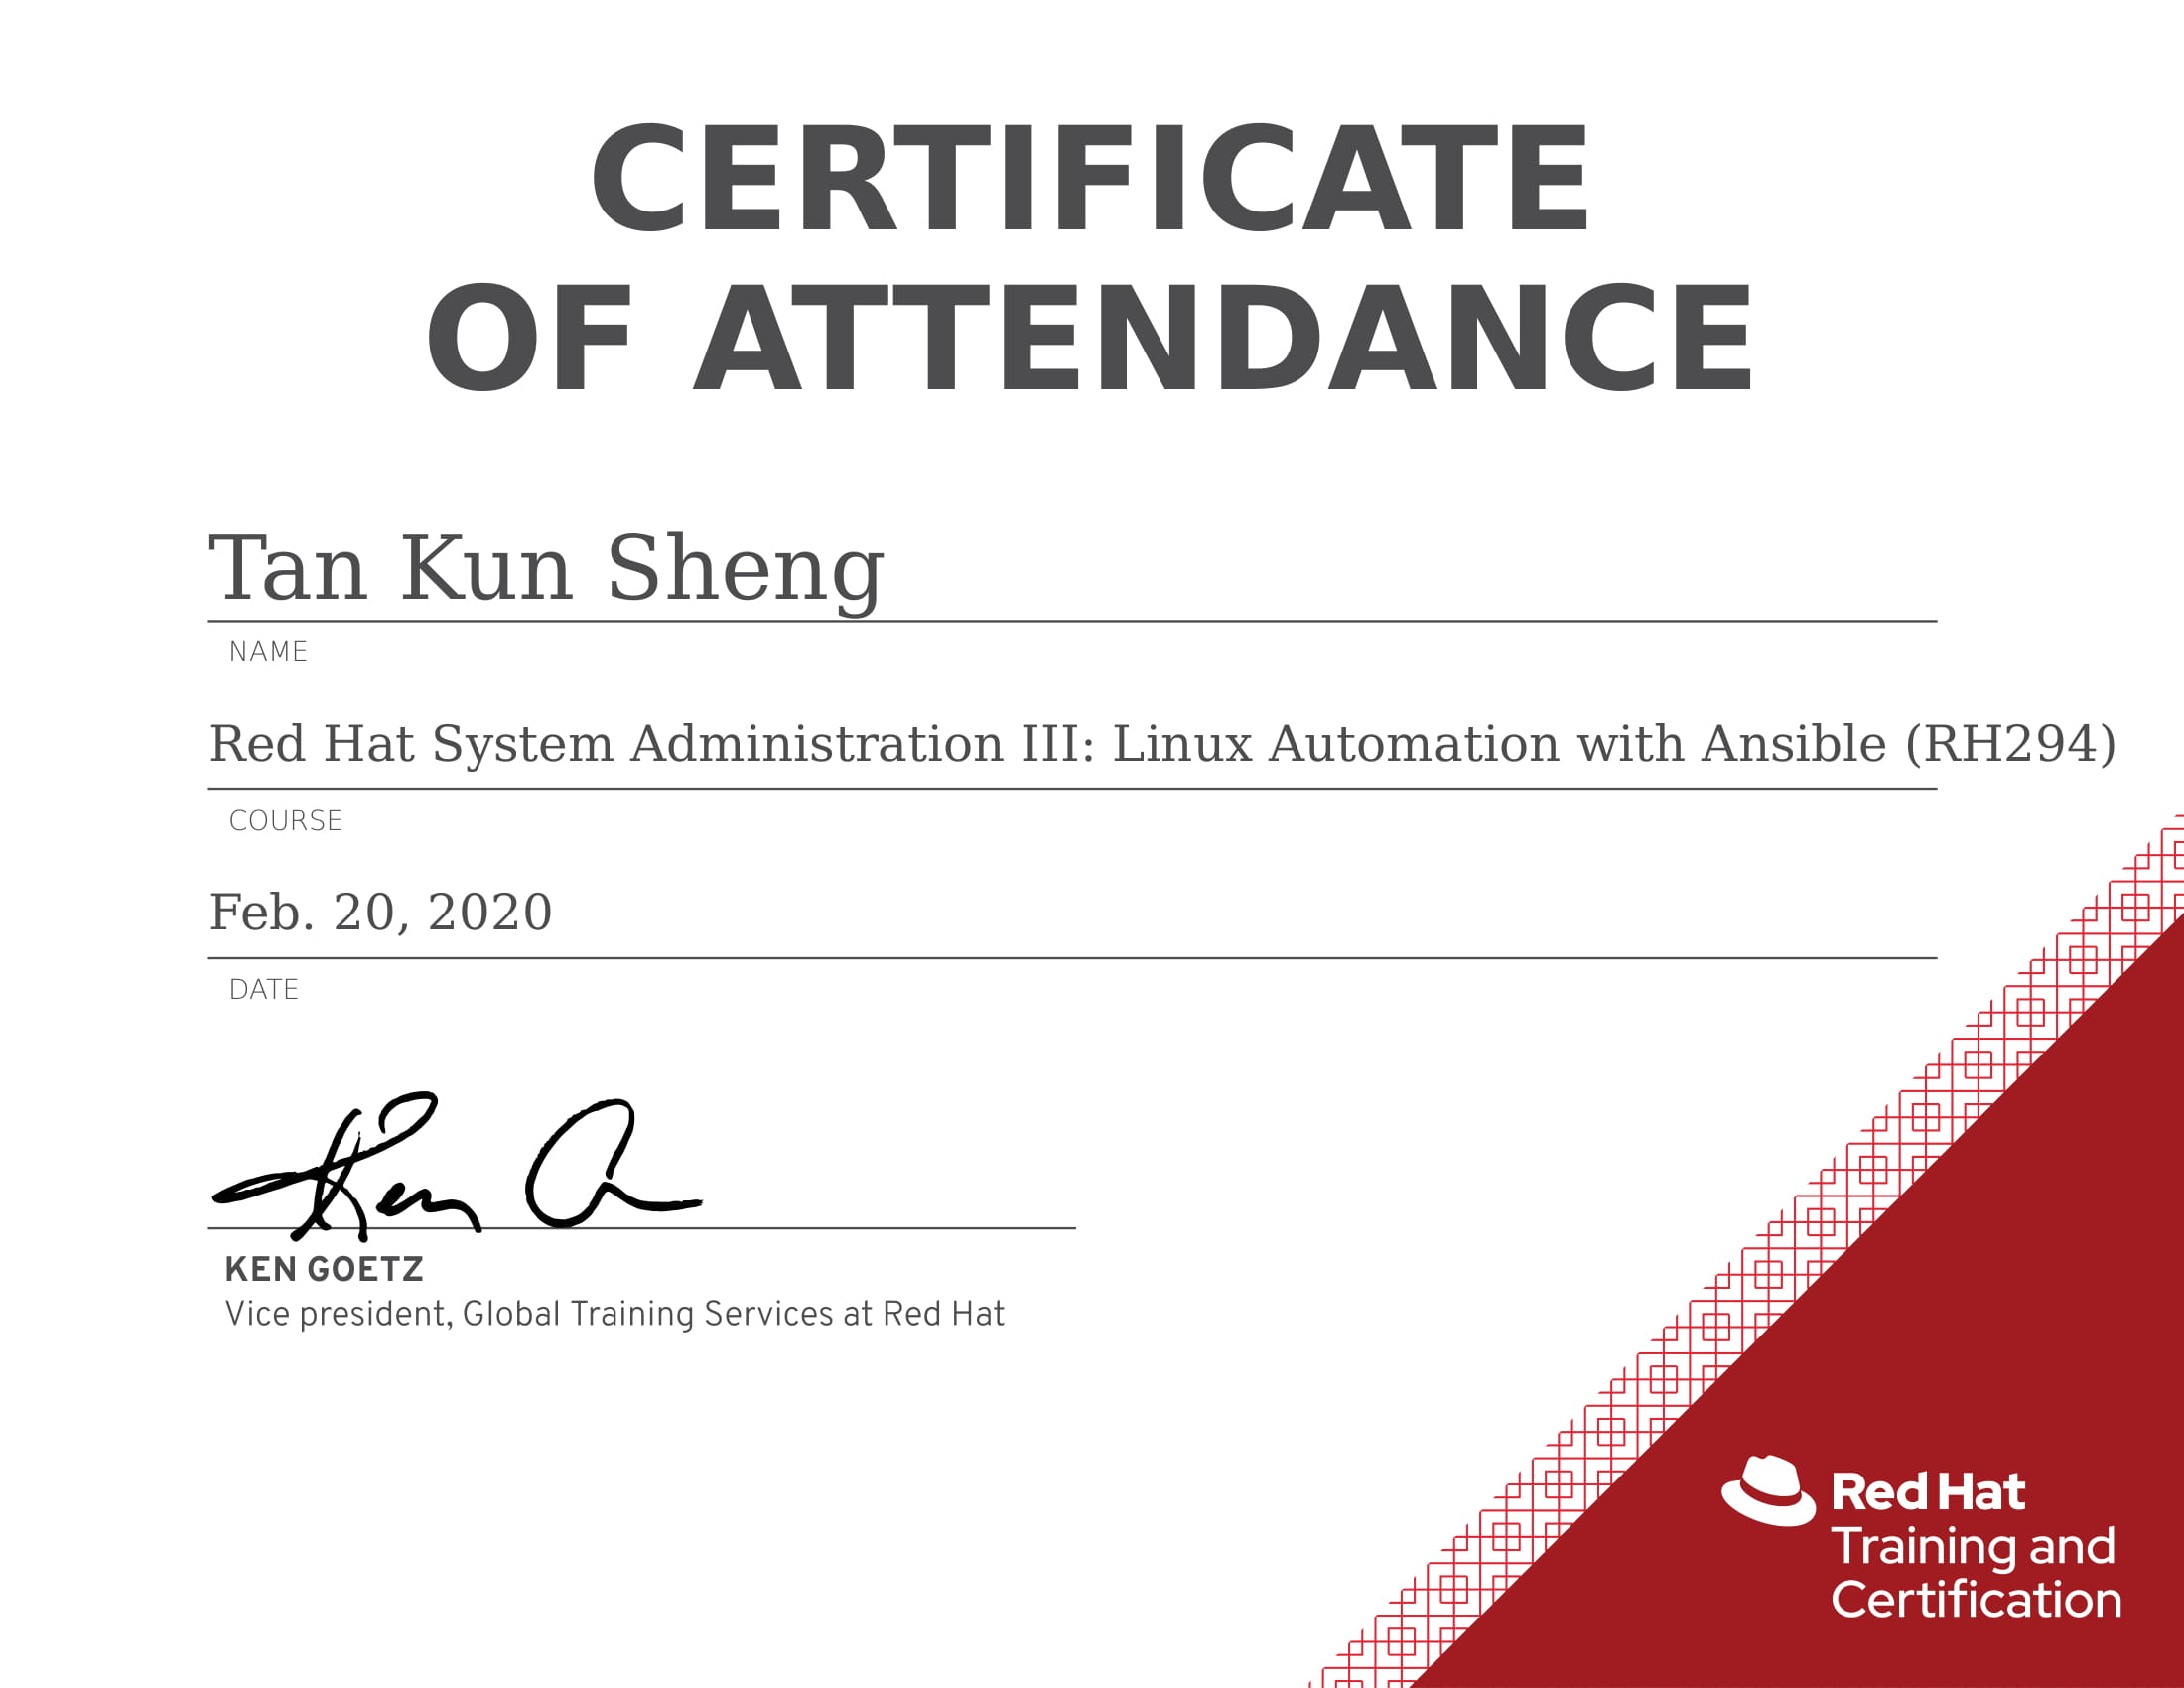 CERTIFICATE
OF ATTENDANCE
Tan Kun Sheng
NAME
Red Hat System Administration III: Linux Automation with Ansible (RH294)
COURSE
Feb. 20, 2020
DATE
KEN GOETZ
Vice president, Global Training Services at Red Hat
Red Hat
Training and
Certification